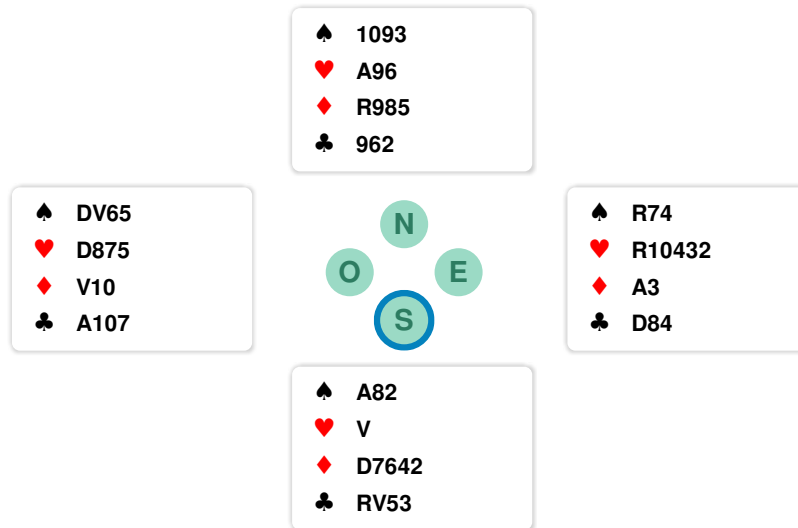 ♠ 1093
♥ A96
♦ R985
♣ 962
♠ DV65
♥ D875
♦ V10
♣ A107
N
O E
S
♠ R74
♥ R10432
♦ A3
♣ D84
♠ A82
♥ V
♦ D7642
♣ RV53